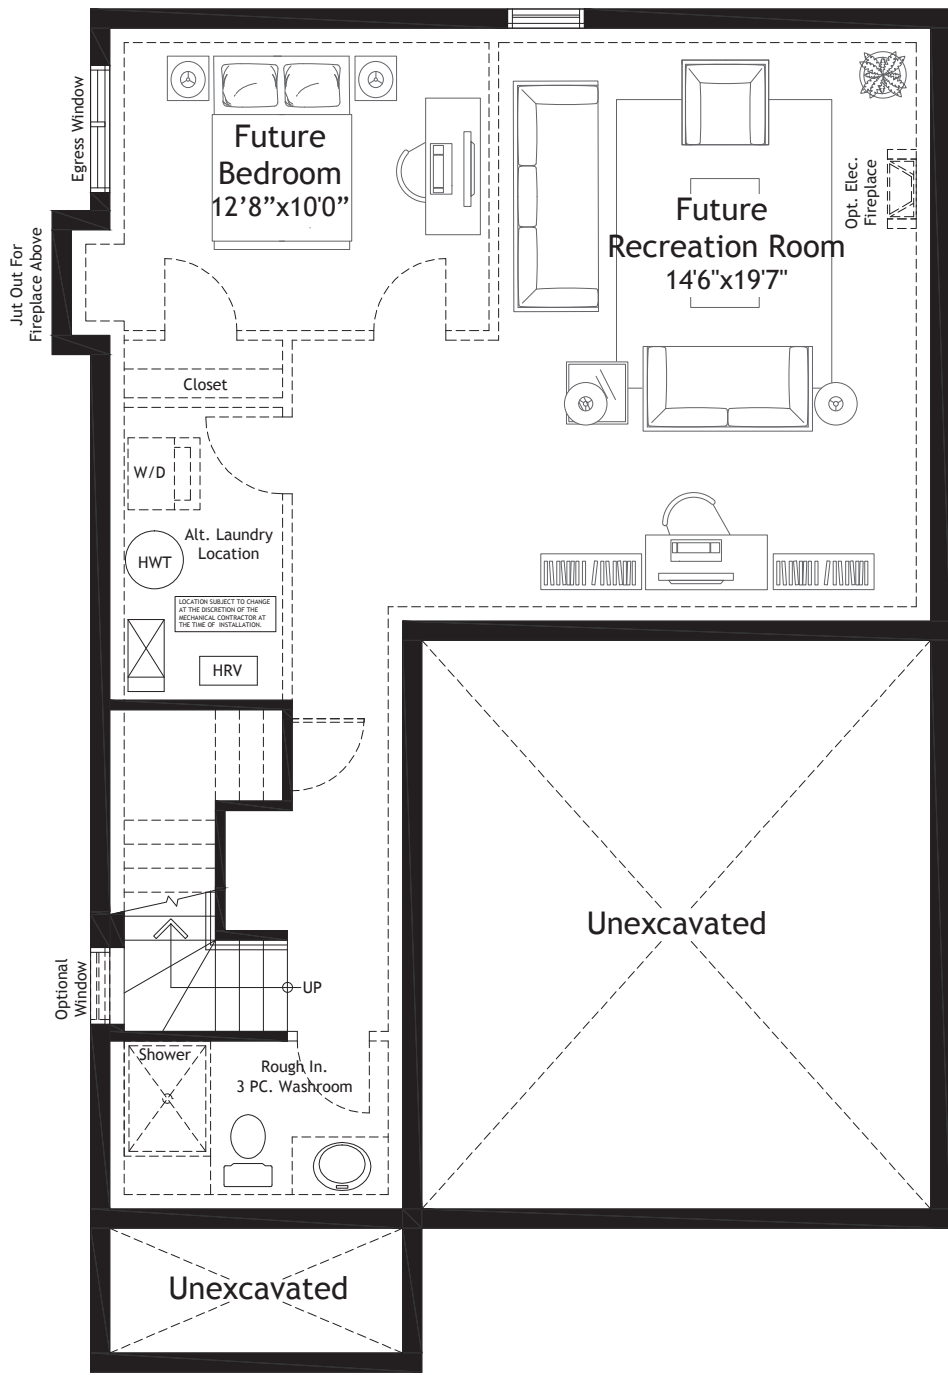 Egress Window
Future
Bedroom
12’8”x10'0”
Opt. Elec.
Fireplace
Future
Recreation Room
14'6"x19'7"
Jut Out For
Fireplace Above
Closet
W/D
Alt. Laundry
Location
HWT
LOCATION SUBJECT TO CHANGE
AT THE DISCRETION OF THE
MECHANICAL CONTRACTOR AT
THE TIME OF INSTALLATION.
HRV
Unexcavated
Optional
Window
UP
Shower
Rough In.
3 PC. Washroom
Unexcavated